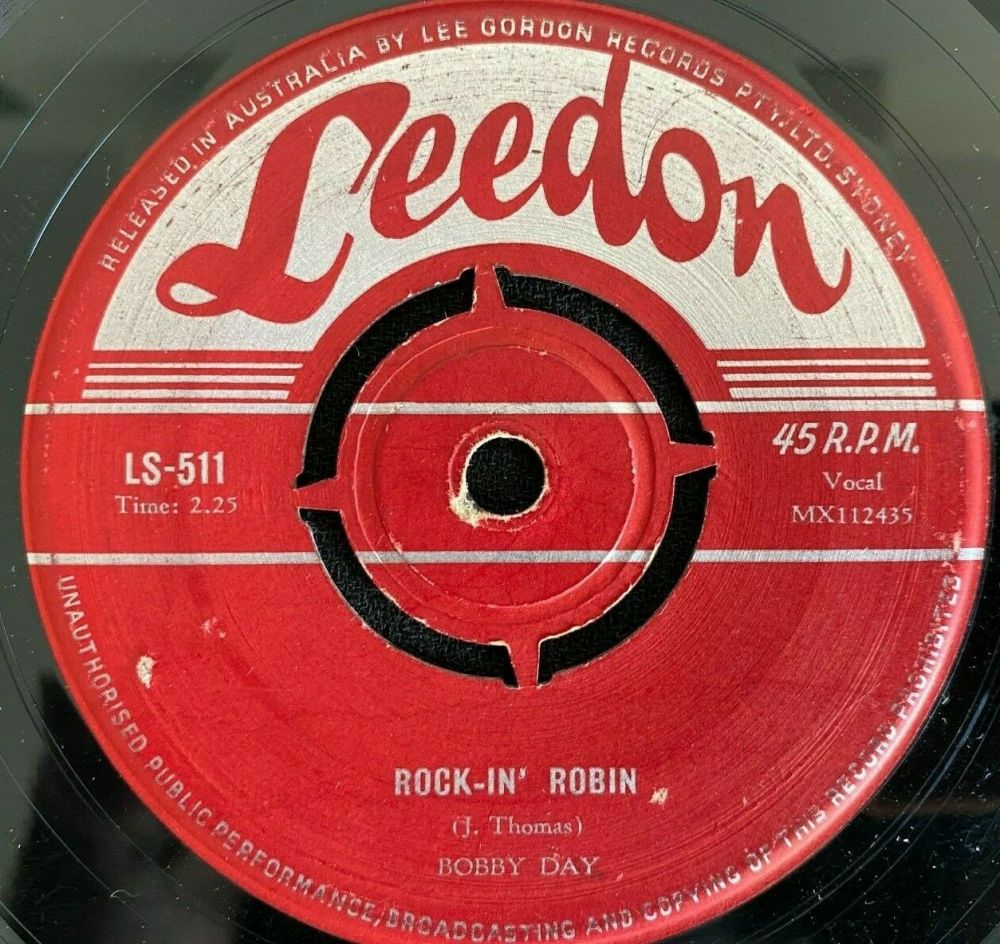 RELEASED IN AUSTRALIA BY LEE GORDON RECORDS PTY. LTD. SYDNEY
Leedon
LS-511
Time: 2.25
45 R.P.M.
Vocal
MX112435
ROCK-IN' ROBIN
(J. Thomas)
BOBBY DAY
UNAUTHORISED PUBLIC PERFORMANCE, BROADCASTING AND COPYING OF THIS RECORD PROHIBITED